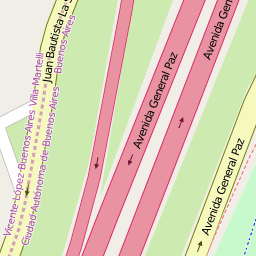 Juan Bautista La S
Vicente López-Buenos-Aires Villa-Martelli
Ciudad-Autónoma-de-Buenos-Aires
Buenos-Aires
Avenida General Paz
Avenida Gen
Avenida General Paz